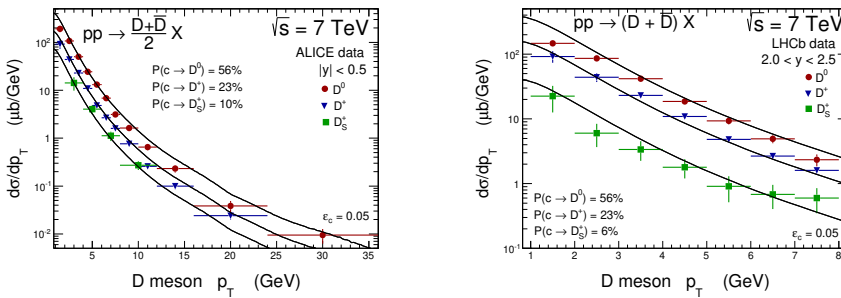 pp → D+D̅/2 X
√s = 7 TeV
ALICE data
|y| < 0.5
P(c → D⁰) = 56%
P(c → D⁺) = 23%
P(c → D⁺S) = 10%
D⁰
D⁺
D⁺S
εc = 0.05
dσ/dpT (μb/GeV)
10²
10
1
10⁻¹
10⁻²
5 10 15 20 25 30 35
D meson pT (GeV)
pp → (D + D̅) X
√s = 7 TeV
LHCb data
2.0 < y < 2.5
D⁰
D⁺
D⁺S
P(c → D⁰) = 56%
P(c → D⁺) = 23%
P(c → D⁺S) = 6%
εc = 0.05
dσ/dpT (μb/GeV)
10³
10²
10
1
10⁻¹
1 2 3 4 5 6 7 8
D meson pT (GeV)